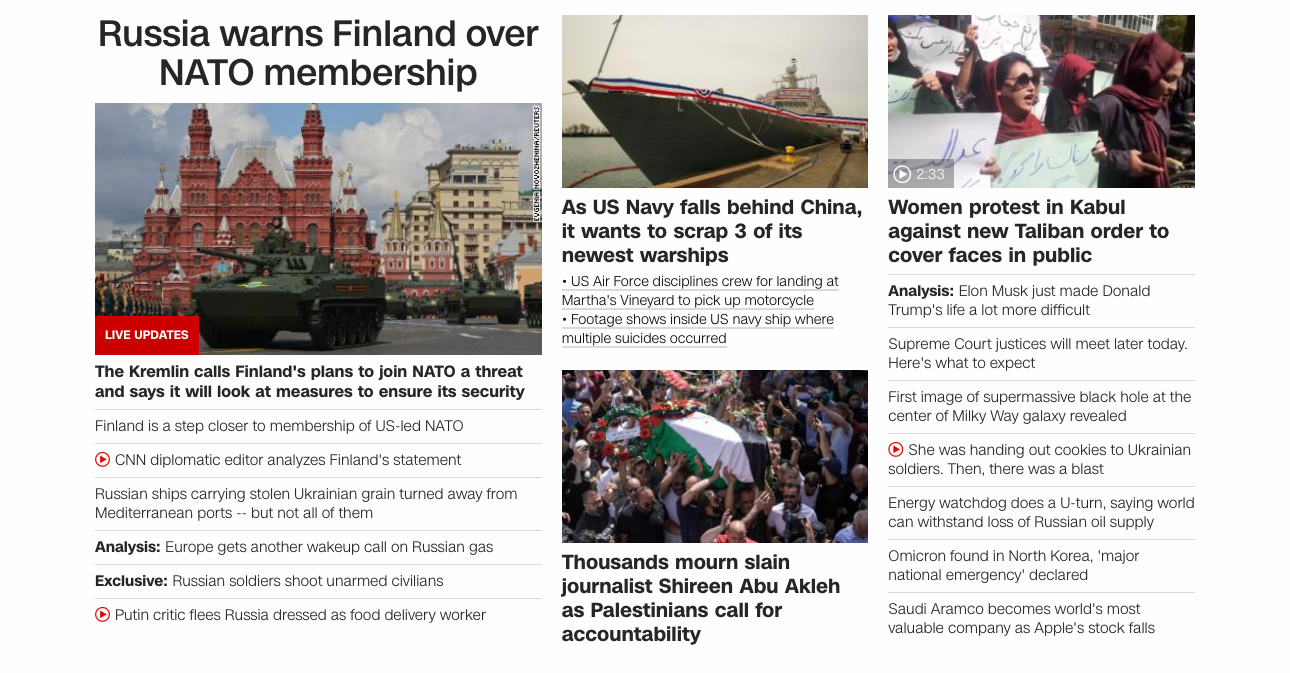 Russia warns Finland over
NATO membership
EVGENIA NOVOZHENINA/REUTERS
LIVE UPDATES
The Kremlin calls Finland's plans to join NATO a threat
and says it will look at measures to ensure its security
Finland is a step closer to membership of US-led NATO
CNN diplomatic editor analyzes Finland's statement
Russian ships carrying stolen Ukrainian grain turned away from
Mediterranean ports -- but not all of them
Analysis: Europe gets another wakeup call on Russian gas
Exclusive: Russian soldiers shoot unarmed civilians
Putin critic flees Russia dressed as food delivery worker
As US Navy falls behind China,
it wants to scrap 3 of its
newest warships
• US Air Force disciplines crew for landing at
Martha's Vineyard to pick up motorcycle
• Footage shows inside US navy ship where
multiple suicides occurred
Thousands mourn slain
journalist Shireen Abu Akleh
as Palestinians call for
accountability
2:33
Women protest in Kabul
against new Taliban order to
cover faces in public
Analysis: Elon Musk just made Donald
Trump's life a lot more difficult
Supreme Court justices will meet later today.
Here's what to expect
First image of supermassive black hole at the
center of Milky Way galaxy revealed
She was handing out cookies to Ukrainian
soldiers. Then, there was a blast
Energy watchdog does a U-turn, saying world
can withstand loss of Russian oil supply
Omicron found in North Korea, 'major
national emergency' declared
Saudi Aramco becomes world's most
valuable company as Apple's stock falls